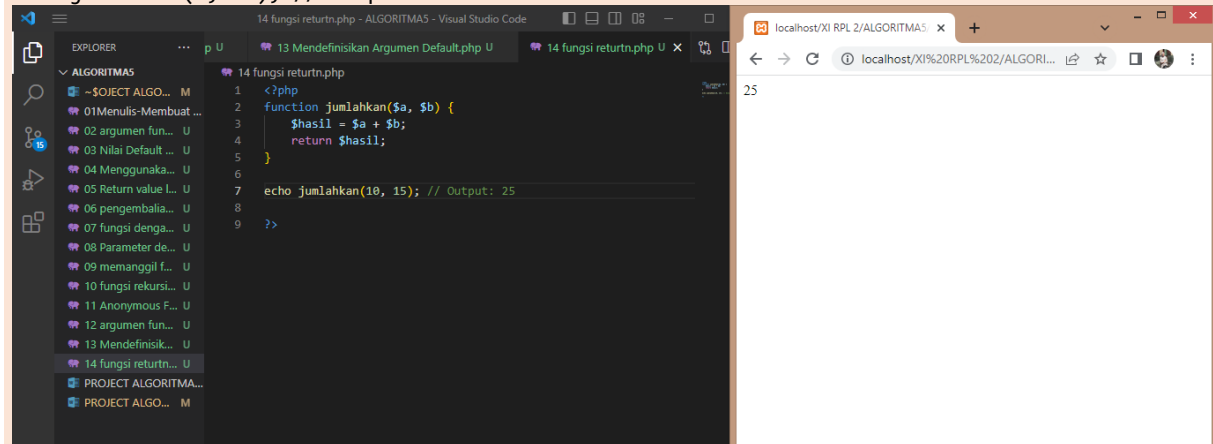 14 fungsi returtn.php - ALGORITMA5 - Visual Studio Code
EXPLORER
p U
13 Mendefinisikan Argumen Default.php U
14 fungsi returtn.php U
ALGORITMA5
~$OJECT ALGO... M
01Menulis-Membuat ...
02 argumen fun... U
03 Nilai Default ... U
04 Menggunaka... U
05 Return value l... U
06 pengembalia... U
07 fungsi denga... U
08 Parameter de... U
09 memanggil f... U
10 fungsi rekursi... U
11 Anonymous F... U
12 argumen fun... U
13 Mendefinisik... U
14 fungsi returtn... U
PROJECT ALGORITMA...
PROJECT ALGO... M
15
14 fungsi returtn.php
1 <?php
2 function jumlahkan($a, $b) {
3 $hasil = $a + $b;
4 return $hasil;
5 }
6
7 echo jumlahkan(10, 15); // Output: 25
8
9 ?>
localhost/XI RPL 2/ALGORITMA5
localhost/XI%20RPL%202/ALGORI...
25